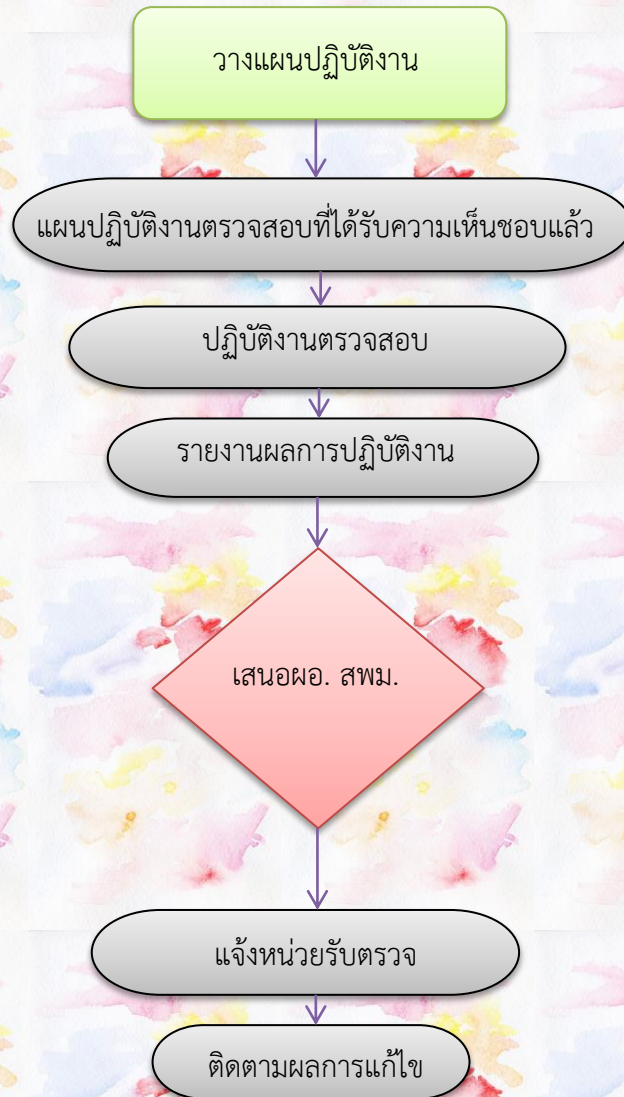 วางแผนปฏิบัติงาน
แผนปฏิบัติงานตรวจสอบที่ได้รับความเห็นชอบแล้ว
ปฏิบัติงานตรวจสอบ
รายงานผลการปฏิบัติงาน
เสนอผอ. สพม.
แจ้งหน่วยรับตรวจ
ติดตามผลการแก้ไข